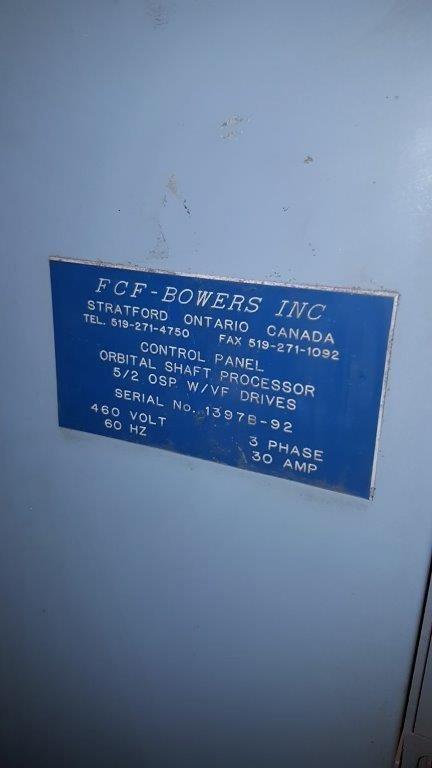 FCF-BOWERS INC
STRATFORD ONTARIO CANADA
TEL. 519-271-4750 FAX 519-271-1092
CONTROL PANEL
ORBITAL SHAFT PROCESSOR
5/2 OSP W/VF DRIVES
SERIAL No. 1397B-92
460 VOLT 3 PHASE
60 HZ 30 AMP